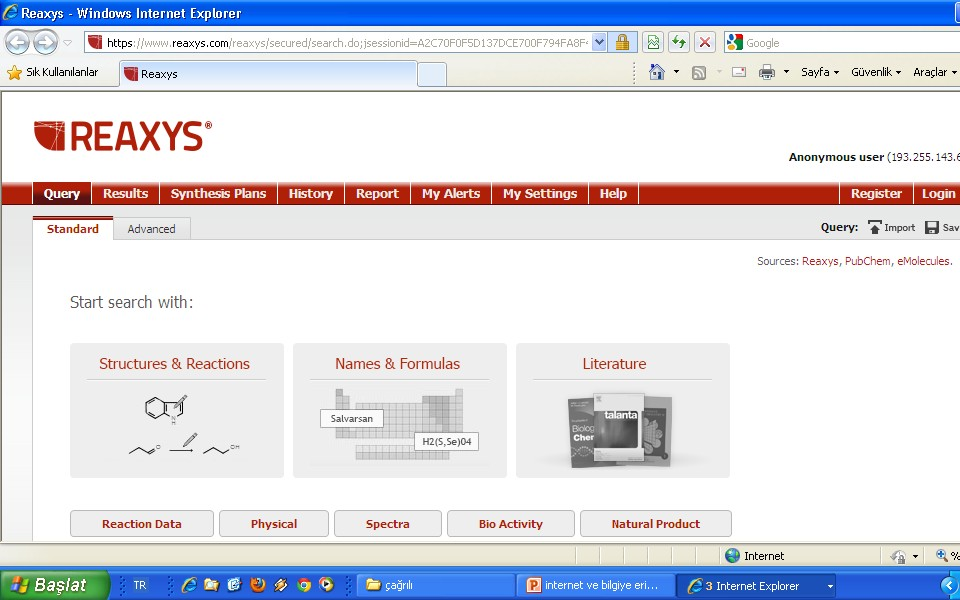 Reaxys - Windows Internet Explorer
https://www.reaxys.com/reaxys/secured/search.do;jsessionid=A2C70F0F5D137DCE700F794FA8F4
Google
Sık Kullanılanlar
Reaxys
Sayfa
Güvenlik
Araçlar
REAXYS®
Anonymous user (193.255.143.6
Query
Results
Synthesis Plans
History
Report
My Alerts
My Settings
Help
Register
Login
Standard
Advanced
Query:
Import
Sav
Sources: Reaxys, PubChem, eMolecules.
Start search with:
Structures & Reactions
Names & Formulas
Literature
Salvarsan
H2(S,Se)O4
talanta
Biolog
Chem
Reaction Data
Physical
Spectra
Bio Activity
Natural Product
Internet
%
Başlat
TR
çağrılı
internet ve bilgiye eri...
3 Internet Explorer